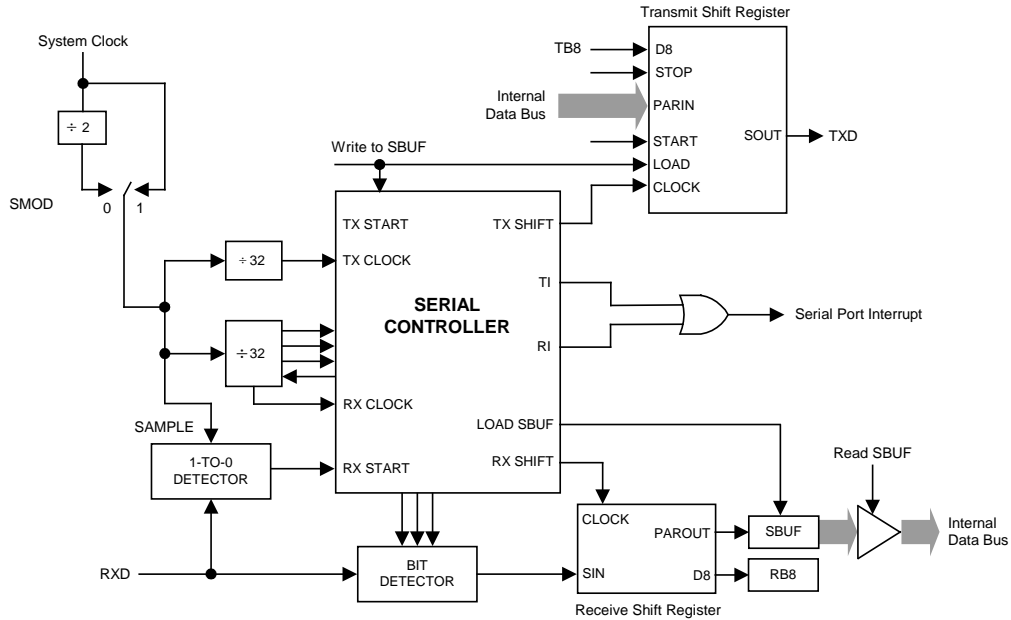 Transmit Shift Register
System Clock
TB8
D8
STOP
Internal
Data Bus
PARIN
÷ 2
START
SOUT
TXD
Write to SBUF
LOAD
CLOCK
SMOD
0
1
TX START
TX SHIFT
÷ 32
TX CLOCK
TI
SERIAL
CONTROLLER
Serial Port Interrupt
÷ 32
RI
RX CLOCK
SAMPLE
LOAD SBUF
1-TO-0
DETECTOR
RX START
RX SHIFT
Read SBUF
CLOCK
PAROUT
SBUF
Internal
Data Bus
RXD
BIT
DETECTOR
SIN
D8
RB8
Receive Shift Register